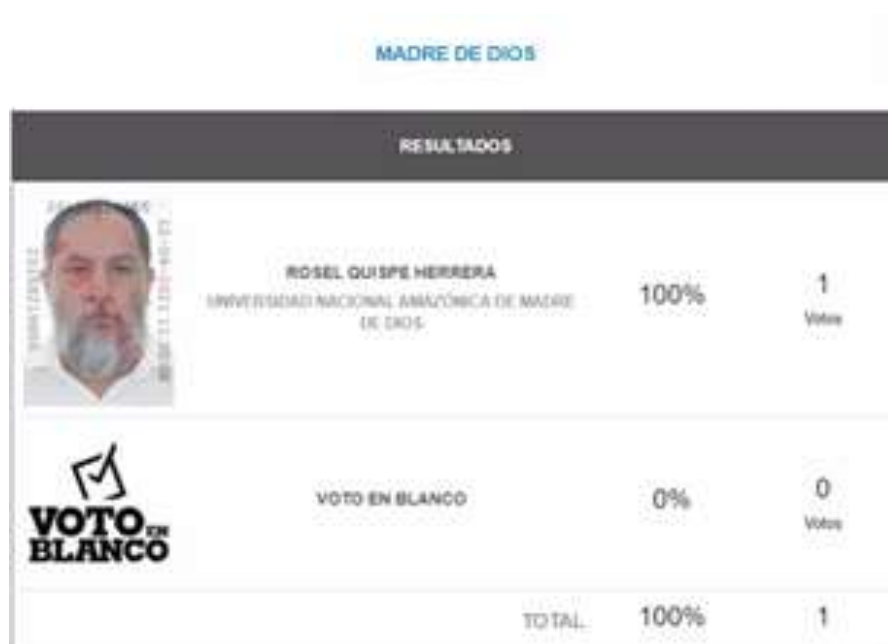 MADRE DE DIOS
RESULTADOS
ROSEL QUISPE HERRERA
UNIVERSIDAD NACIONAL AMAZÓNICA DE MADRE
DE DIOS
100%
1
Votos
VOTO EN
BLANCO
VOTO EN BLANCO
0%
0
Votos
TOTAL
100%
1